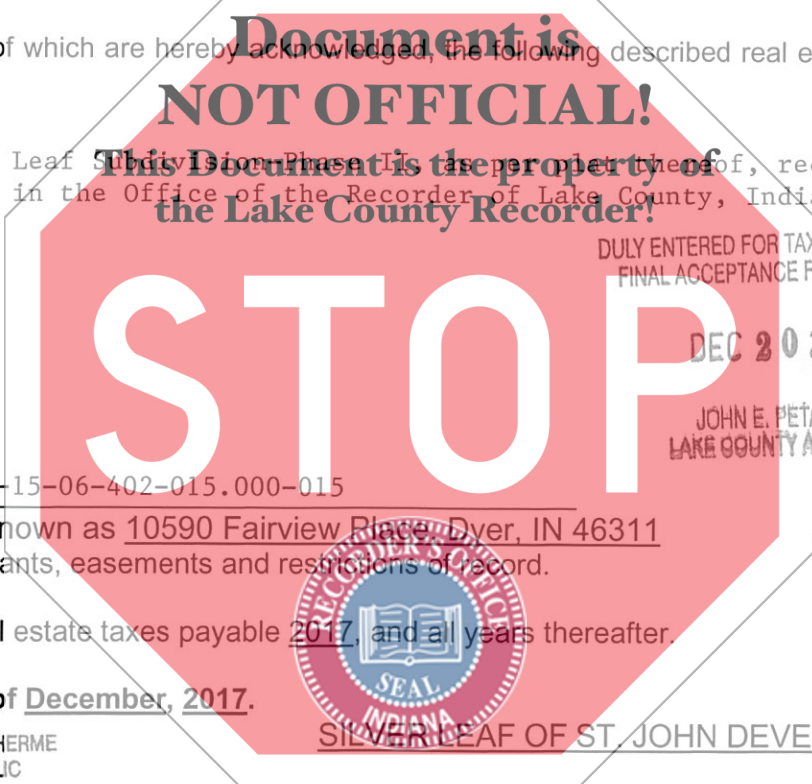 Document is
of which are hereby acknowledged, the following described real e
NOT OFFICIAL!
Leaf Subdivision-Phase II, as per plat thereof, rec
This Document is the property of
in the Office of the Recorder of Lake County, India
the Lake County Recorder!
DULY ENTERED FOR TAX
FINAL ACCEPTANCE F
STOP
DEC 20
JOHN E. PETA
LAKE COUNTY A
-15-06-402-015.000-015
nown as 10590 Fairview Place, Dyer, IN 46311
ants, easements and restrictions of record.
RECORDER'S OFFICE
l estate taxes payable 2017, and all years thereafter.
SEAL
INDIANA
of December, 2017.
HERME
SILVER LEAF OF ST. JOHN DEVE
IC